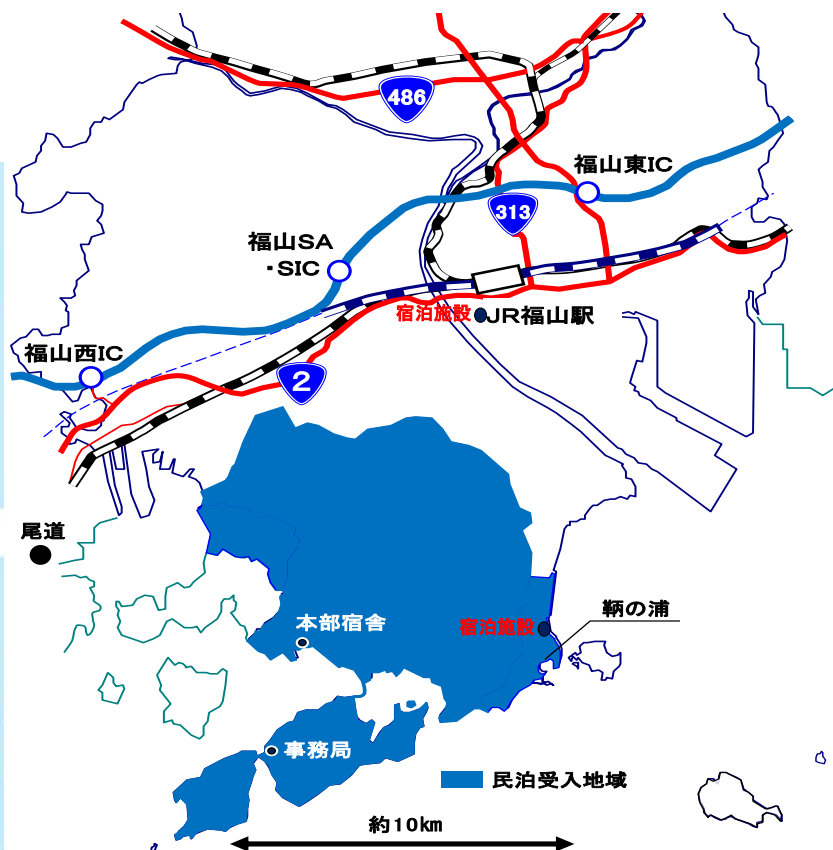 486
福山東IC
313
福山SA
・SIC
宿泊施設
JR福山駅
福山西IC
2
尾道
鞆の浦
本部宿舎
宿泊施設
事務局
民泊受入地域
約10km